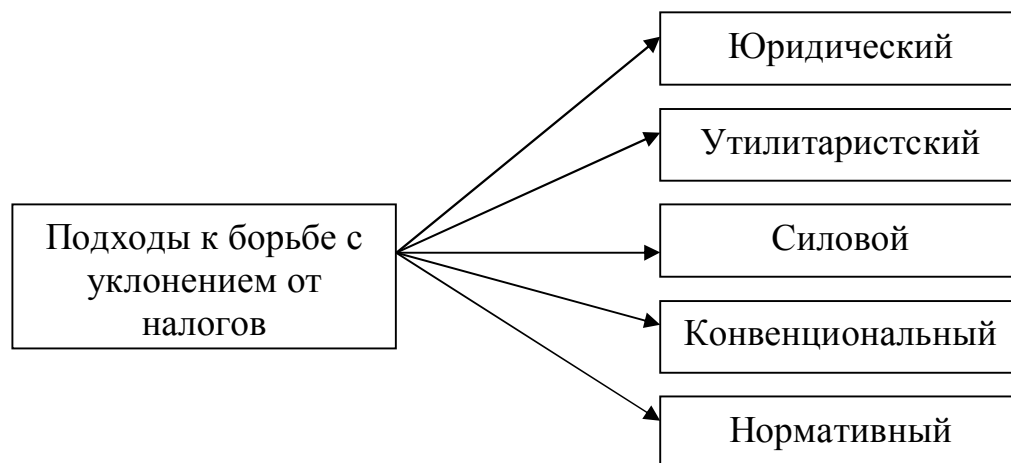 Юридический
Утилитаристский
Подходы к борьбе с
уклонением от
налогов
Силовой
Конвенциональный
Нормативный